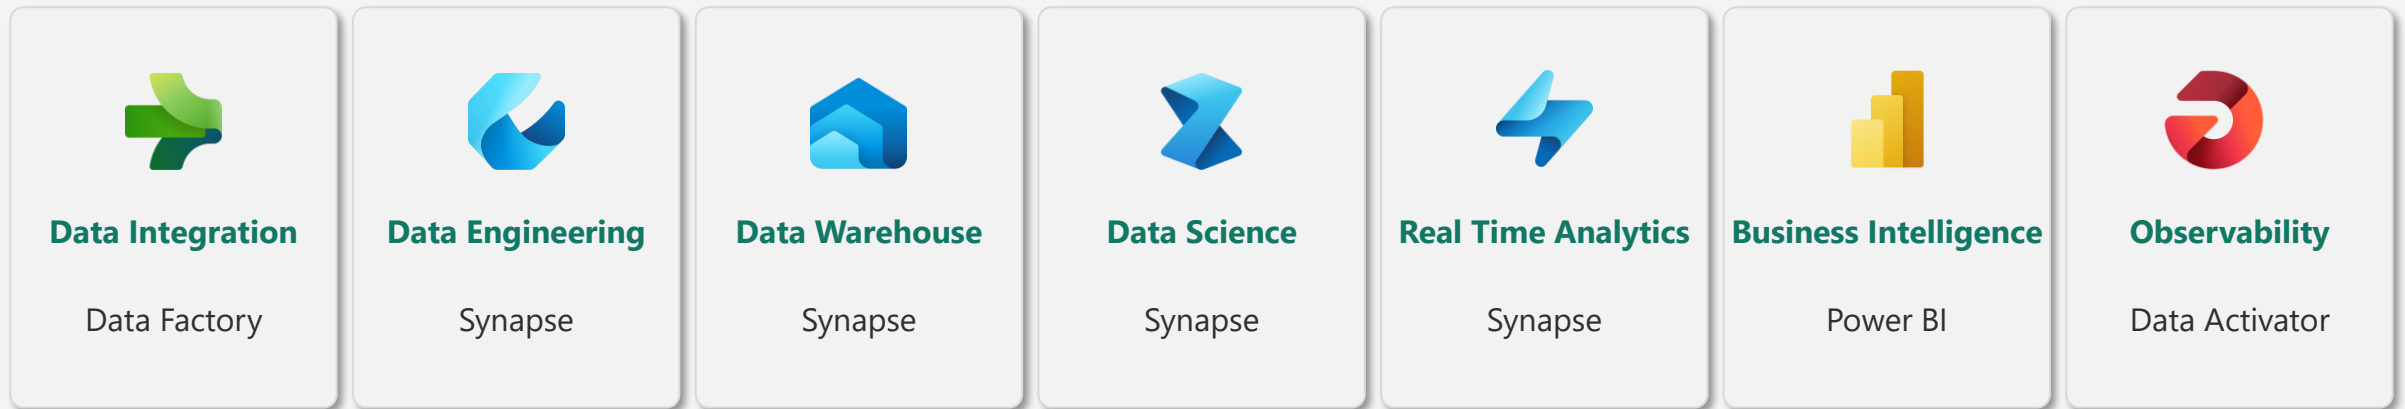 Data Integration
Data Factory
Data Engineering
Synapse
Data Warehouse
Synapse
Data Science
Synapse
Real Time Analytics
Synapse
Business Intelligence
Power BI
Observability
Data Activator